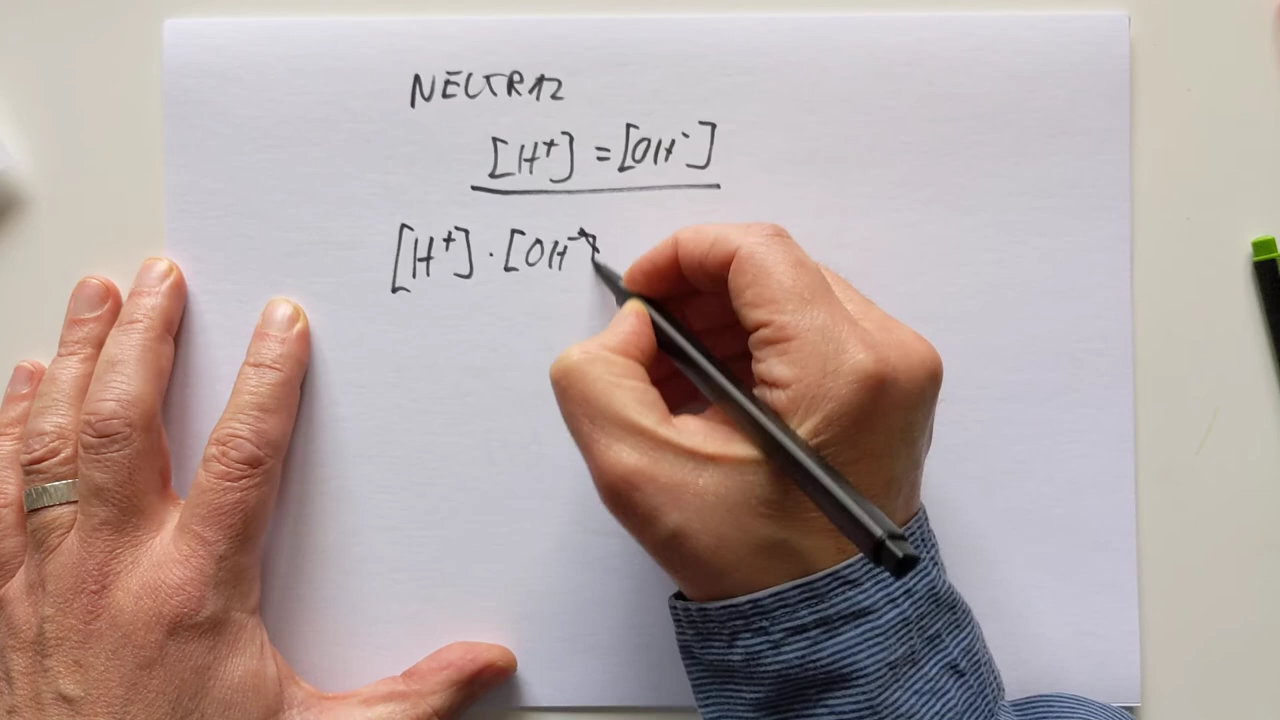 NEUTRAL
[H⁺] = [OH⁻]
[H⁺] · [OH⁻]